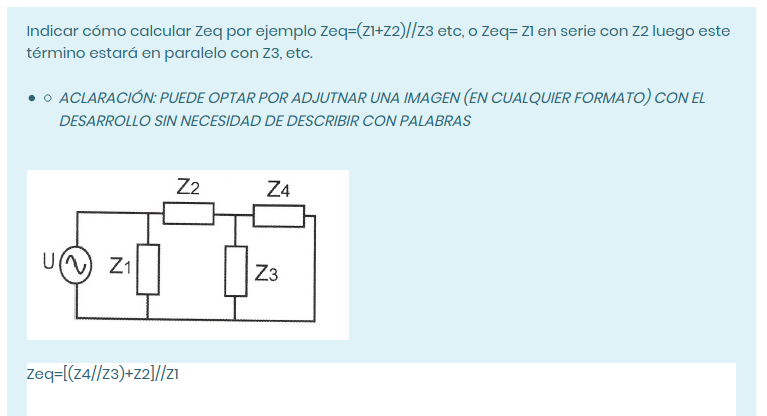 Indicar cómo calcular Zeq por ejemplo Zeq=(Z1+Z2)//Z3 etc, o Zeq= Z1 en serie con Z2 luego este
término estará en paralelo con Z3, etc.
ACLARACIÓN: PUEDE OPTAR POR ADJUTNAR UNA IMAGEN (EN CUALQUIER FORMATO) CON EL
DESARROLLO SIN NECESIDAD DE DESCRIBIR CON PALABRAS
Z2 Z4
U Z1 Z3
Zeq=[(Z4//Z3)+Z2]//Z1